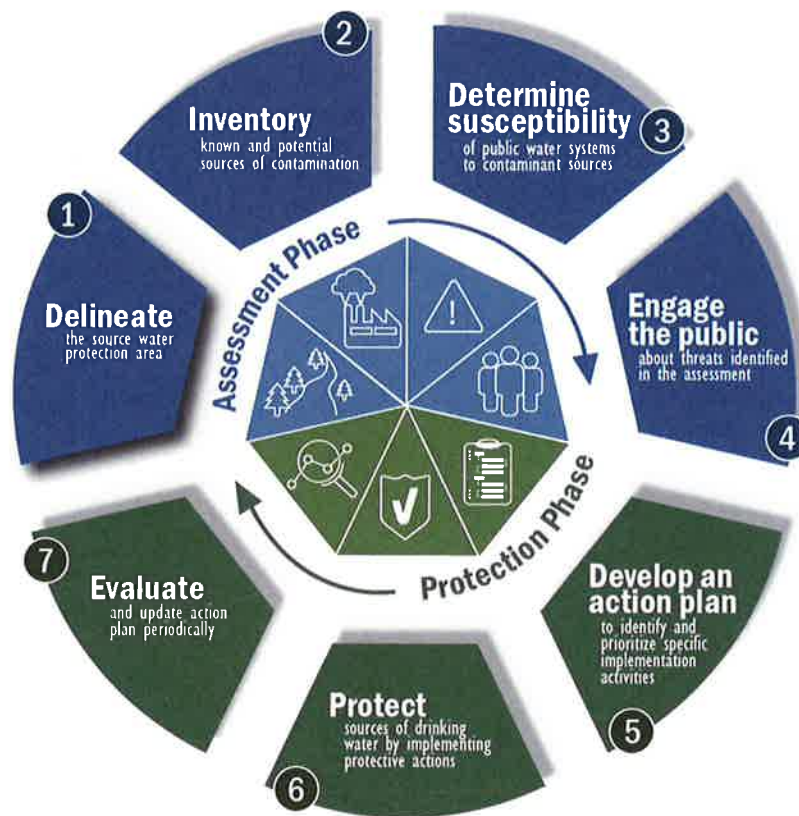 1
Delineate
the source water
protection area
2
Inventory
known and potential
sources of contamination
3
Determine
susceptibility
of public water systems
to contaminant sources
4
Engage
the public
about threats identified
in the assessment
5
Develop an
action plan
to identify and
prioritize specific
implementation
activities
6
Protect
sources of drinking
water by implementing
protective actions
7
Evaluate
and update action
plan periodically
Assessment Phase
Protection Phase